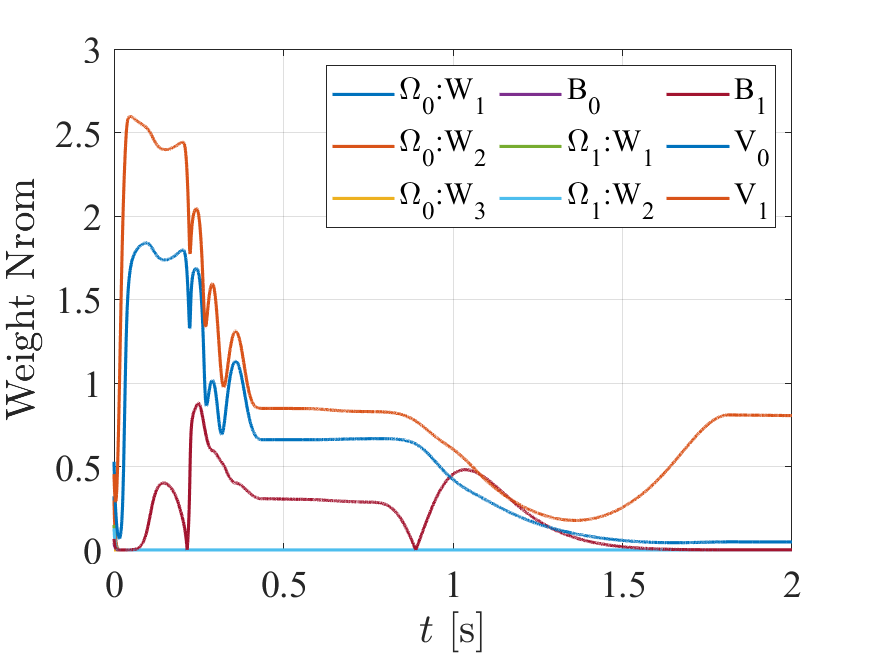 3
2.5
2
1.5
1
0.5
0
Weight Nrom
Ω₀:W₁ B₀ B₁
Ω₀:W₂ Ω₁:W₁ V₀
Ω₀:W₃ Ω₁:W₂ V₁
0 0.5 1 1.5 2
t [s]